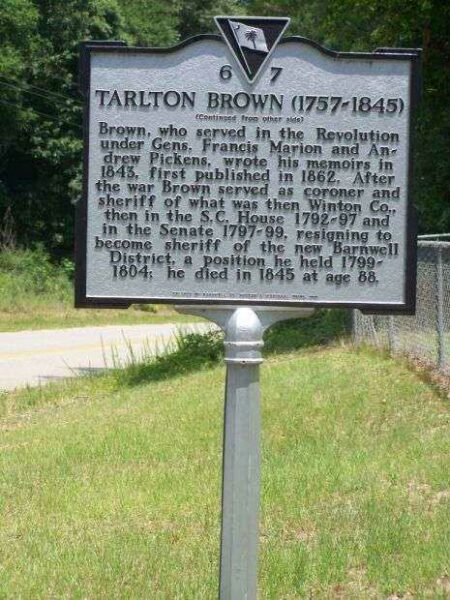 6 7
TARLTON BROWN (1757-1845)
(Continued from other side)
Brown, who served in the Revolution
under Gens. Francis Marion and An-
drew Pickens, wrote his memoirs in
1843, first published in 1862. After
the war Brown served as coroner and
sheriff of what was then Winton Co.,
then in the S.C. House 1792-97 and
in the Senate 1797-99, resigning to
become sheriff of the new Barnwell
District, a position he held 1799-
1804; he died in 1845 at age 88.